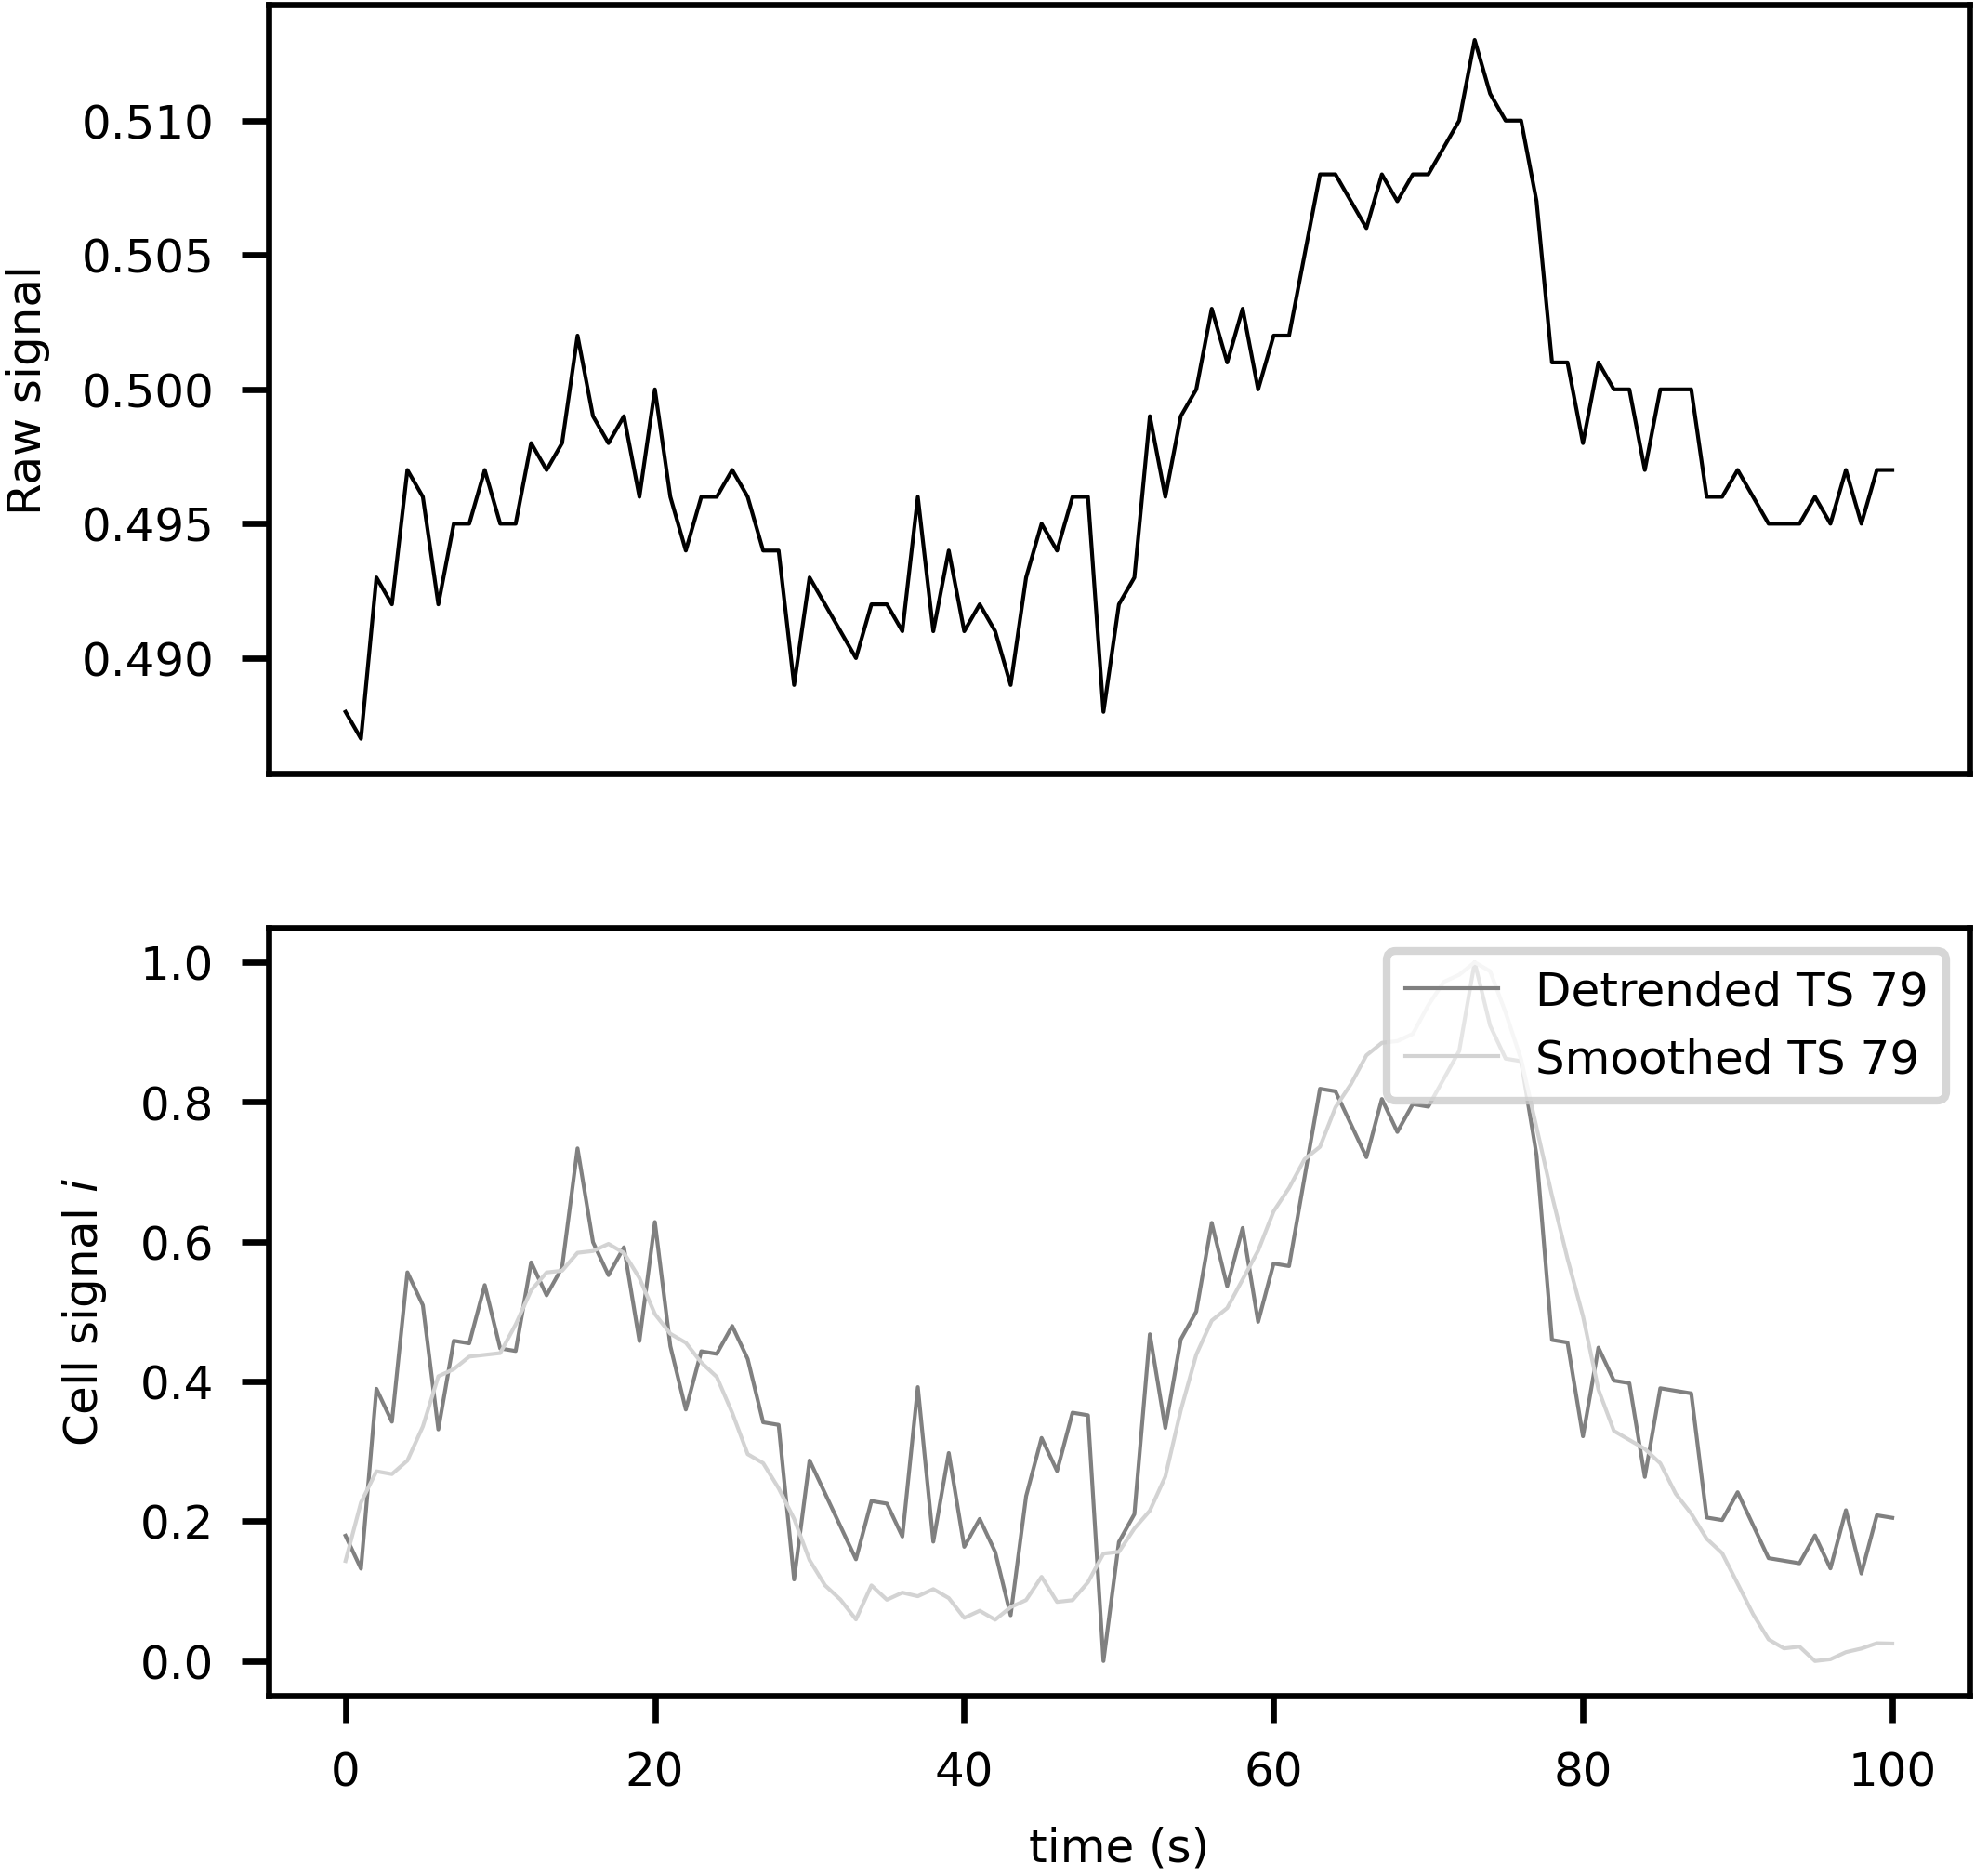 Raw signal
0.510
0.505
0.500
0.495
0.490
Cell signal i
1.0
0.8
0.6
0.4
0.2
0.0
Detrended TS 79
Smoothed TS 79
0 20 40 60 80 100
time (s)